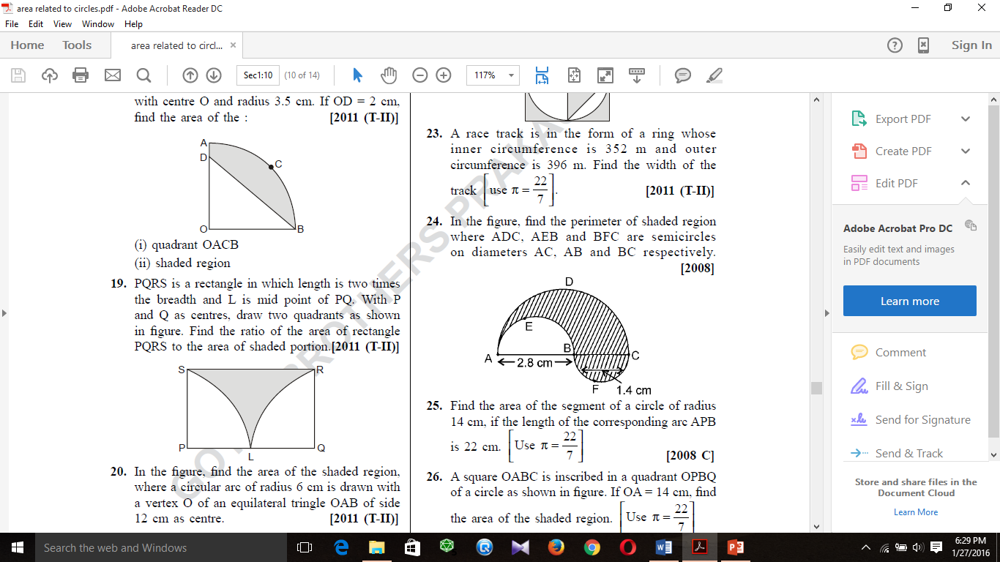 area related to circles.pdf - Adobe Acrobat Reader DC
File Edit View Window Help
Home Tools area related to circl... × Sign In
Sec1:10 (10 of 14) 117%
with centre O and radius 3.5 cm. If OD = 2 cm,
find the area of the : [2011 (T-II)]
A
D
C
O
B
(i) quadrant OACB
(ii) shaded region
19. PQRS is a rectangle in which length is two times
the breadth and L is mid point of PQ. With P
and Q as centres, draw two quadrants as shown
in figure. Find the ratio of the area of rectangle
PQRS to the area of shaded portion.[2011 (T-II)]
S R
P Q
L
20. In the figure, find the area of the shaded region,
where a circular arc of radius 6 cm is drawn with
a vertex O of an equilateral tringle OAB of side
12 cm as centre. [2011 (T-II)]
23. A race track is in the form of a ring whose
inner circumference is 352 m and outer
circumference is 396 m. Find the width of the
track [use π = 22/7]. [2011 (T-II)]
24. In the figure, find the perimeter of shaded region
where ADC, AEB and BFC are semicircles
on diameters AC, AB and BC respectively.
[2008]
D
E
A B C
2.8 cm
F 1.4 cm
25. Find the area of the segment of a circle of radius
14 cm, if the length of the corresponding arc APB
is 22 cm. [Use π = 22/7] [2008 C]
26. A square OABC is inscribed in a quadrant OPBQ
of a circle as shown in figure. If OA = 14 cm, find
the area of the shaded region. [Use π = 22/7]
Export PDF
Create PDF
Edit PDF
Adobe Acrobat Pro DC
Easily edit text and images
in PDF documents
Learn more
Comment
Fill & Sign
Send for Signature
Send & Track
Store and share files in the
Document Cloud
Learn More
Search the web and Windows
6:29 PM
1/27/2016